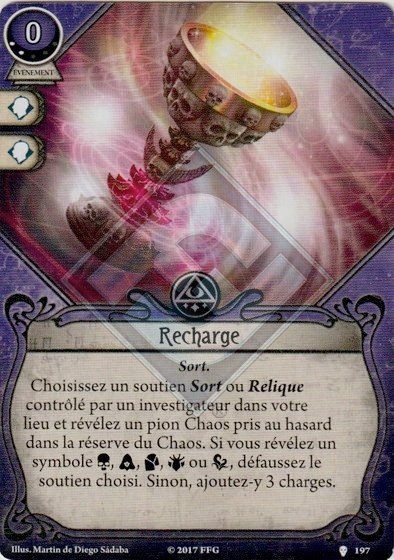 0
ÉVÉNEMENT
Recharge
Sort.
Choisissez un soutien Sort ou Relique
contrôlé par un investigateur dans votre
lieu et révélez un pion Chaos pris au hasard
dans la réserve du Chaos. Si vous révélez un
symbole , , , ou , défaussez le
soutien choisi. Sinon, ajoutez-y 3 charges.
Illus. Martin de Diego Sádaba © 2017 FFG 197